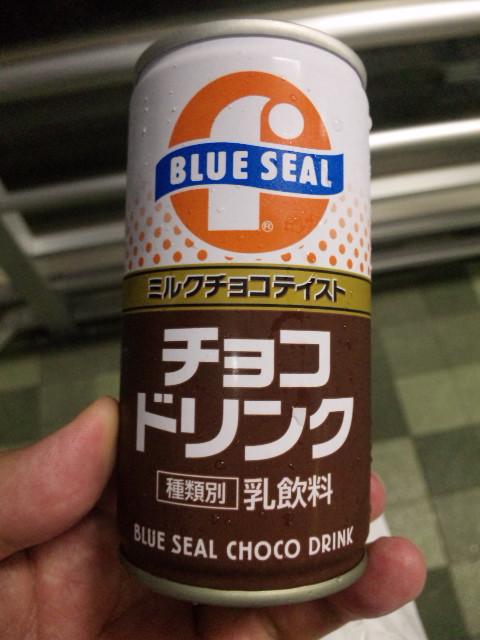 BLUE SEAL
®
ミルクチョコテイスト
チョコ
ドリンク
種類別 乳飲料
BLUE SEAL CHOCO DRINK